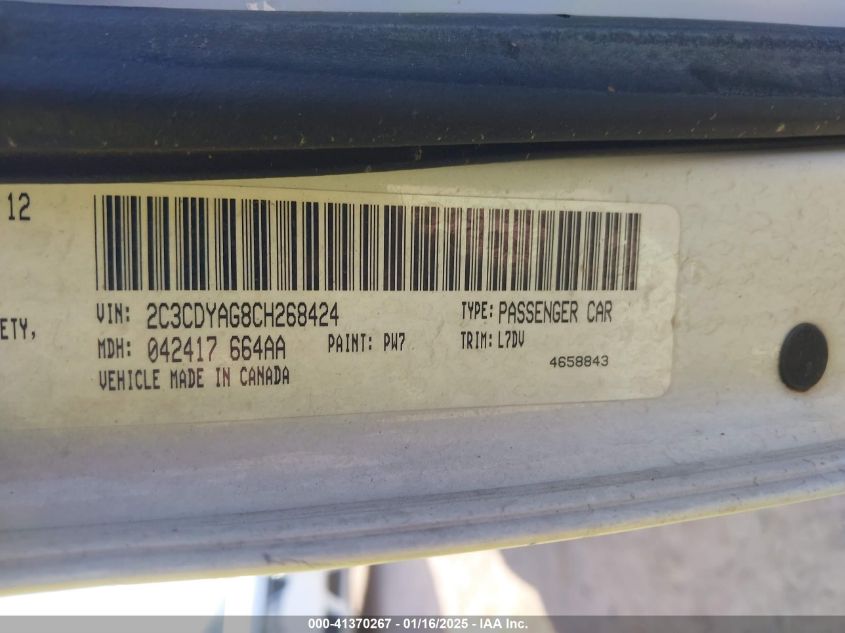 12
ETY,
VIN: 2C3CDYAG8CH268424 TYPE: PASSENGER CAR
MDH: 042417 664AA PAINT: PW7 TRIM: L7DV
VEHICLE MADE IN CANADA 4658843
000-41370267 - 01/16/2025 - IAA Inc.